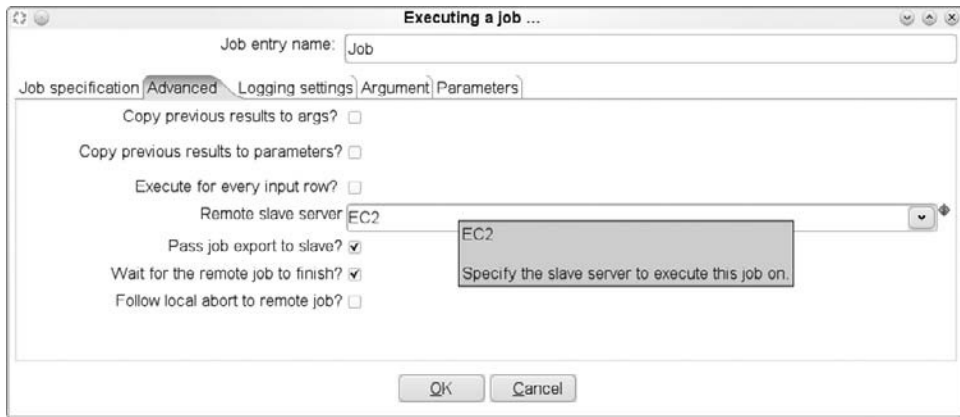 Executing a job ...
Job entry name: Job
Job specification Advanced Logging settings Argument Parameters
Copy previous results to args?
Copy previous results to parameters?
Execute for every input row?
Remote slave server EC2
EC2
Pass job export to slave?
Specify the slave server to execute this job on.
Wait for the remote job to finish?
Follow local abort to remote job?
OK Cancel